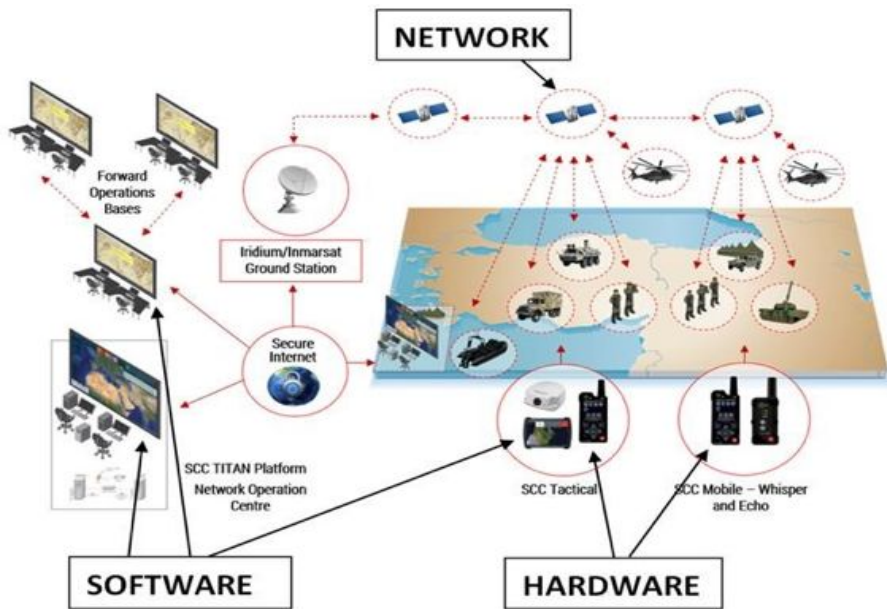 NETWORK
Forward
Operations
Bases
Iridium/Inmarsat
Ground Station
Secure
Internet
SCC TITAN Platform
Network Operation
Centre
SCC Tactical
SCC Mobile – Whisper
and Echo
SOFTWARE
HARDWARE